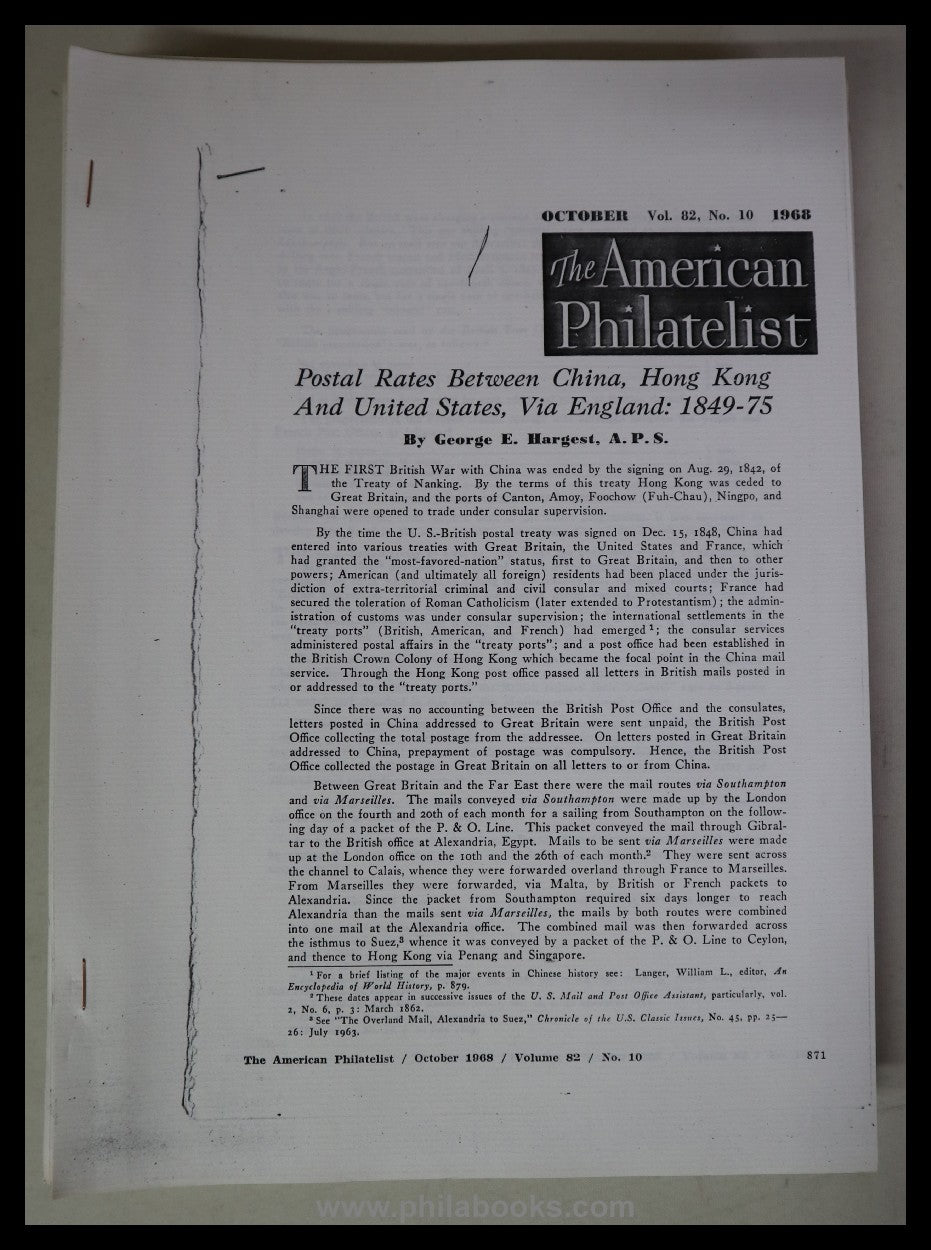 OCTOBER Vol. 82, No. 10 1968
The American
Philatelist
Postal Rates Between China, Hong Kong
And United States, Via England: 1849-75
By George E. Hargest, A. P. S.
THE FIRST British War with China was ended by the signing on Aug. 29, 1842, of
the Treaty of Nanking. By the terms of this treaty Hong Kong was ceded to
Great Britain, and the ports of Canton, Amoy, Foochow (Fuh-Chau), Ningpo, and
Shanghai were opened to trade under consular supervision.
By the time the U. S.-British postal treaty was signed on Dec. 15, 1848, China had
entered into various treaties with Great Britain, the United States and France, which
had granted the "most-favored-nation" status, first to Great Britain, and then to other
powers; American (and ultimately all foreign) residents had been placed under the juris-
diction of extra-territorial criminal and civil consular and mixed courts; France had
secured the toleration of Roman Catholicism (later extended to Protestantism); the admin-
istration of customs was under consular supervision; the international settlements in the
"treaty ports" (British, American, and French) had emerged ¹; the consular services
administered postal affairs in the "treaty ports"; and a post office had been established in
the British Crown Colony of Hong Kong which became the focal point in the China mail
service. Through the Hong Kong post office passed all letters in British mails posted in
or addressed to the "treaty ports."
Since there was no accounting between the British Post Office and the consulates,
letters posted in China addressed to Great Britain were sent unpaid, the British Post
Office collecting the total postage from the addressee. On letters posted in Great Britain
addressed to China, prepayment of postage was compulsory. Hence, the British Post
Office collected the postage in Great Britain on all letters to or from China.
Between Great Britain and the Far East there were the mail routes via Southampton
and via Marseilles. The mails conveyed via Southampton were made up by the London
office on the fourth and 20th of each month for a sailing from Southampton on the follow-
ing day of a packet of the P. & O. Line. This packet conveyed the mail through Gibral-
tar to the British office at Alexandria, Egypt. Mails to be sent via Marseilles were made
up at the London office on the 10th and the 26th of each month.² They were sent across
the channel to Calais, whence they were forwarded overland through France to Marseilles.
From Marseilles they were forwarded, via Malta, by British or French packets to
Alexandria. Since the packet from Southampton required six days longer to reach
Alexandria than the mails sent via Marseilles, the mails by both routes were combined
into one mail at the Alexandria office. The combined mail was then forwarded across
the isthmus to Suez,³ whence it was conveyed by a packet of the P. & O. Line to Ceylon,
and thence to Hong Kong via Penang and Singapore.
¹ For a brief listing of the major events in Chinese history see: Langer, William L., editor, An
Encyclopedia of World History, p. 879.
² These dates appear in successive issues of the U. S. Mail and Post Office Assistant, particularly, vol.
2, No. 6, p. 3: March 1862.
³ See "The Overland Mail, Alexandria to Suez," Chronicle of the U.S. Classic Issues, No. 45, pp. 25—
26: July 1963.
The American Philatelist / October 1968 / Volume 82 / No. 10 871
www.philabooks.com